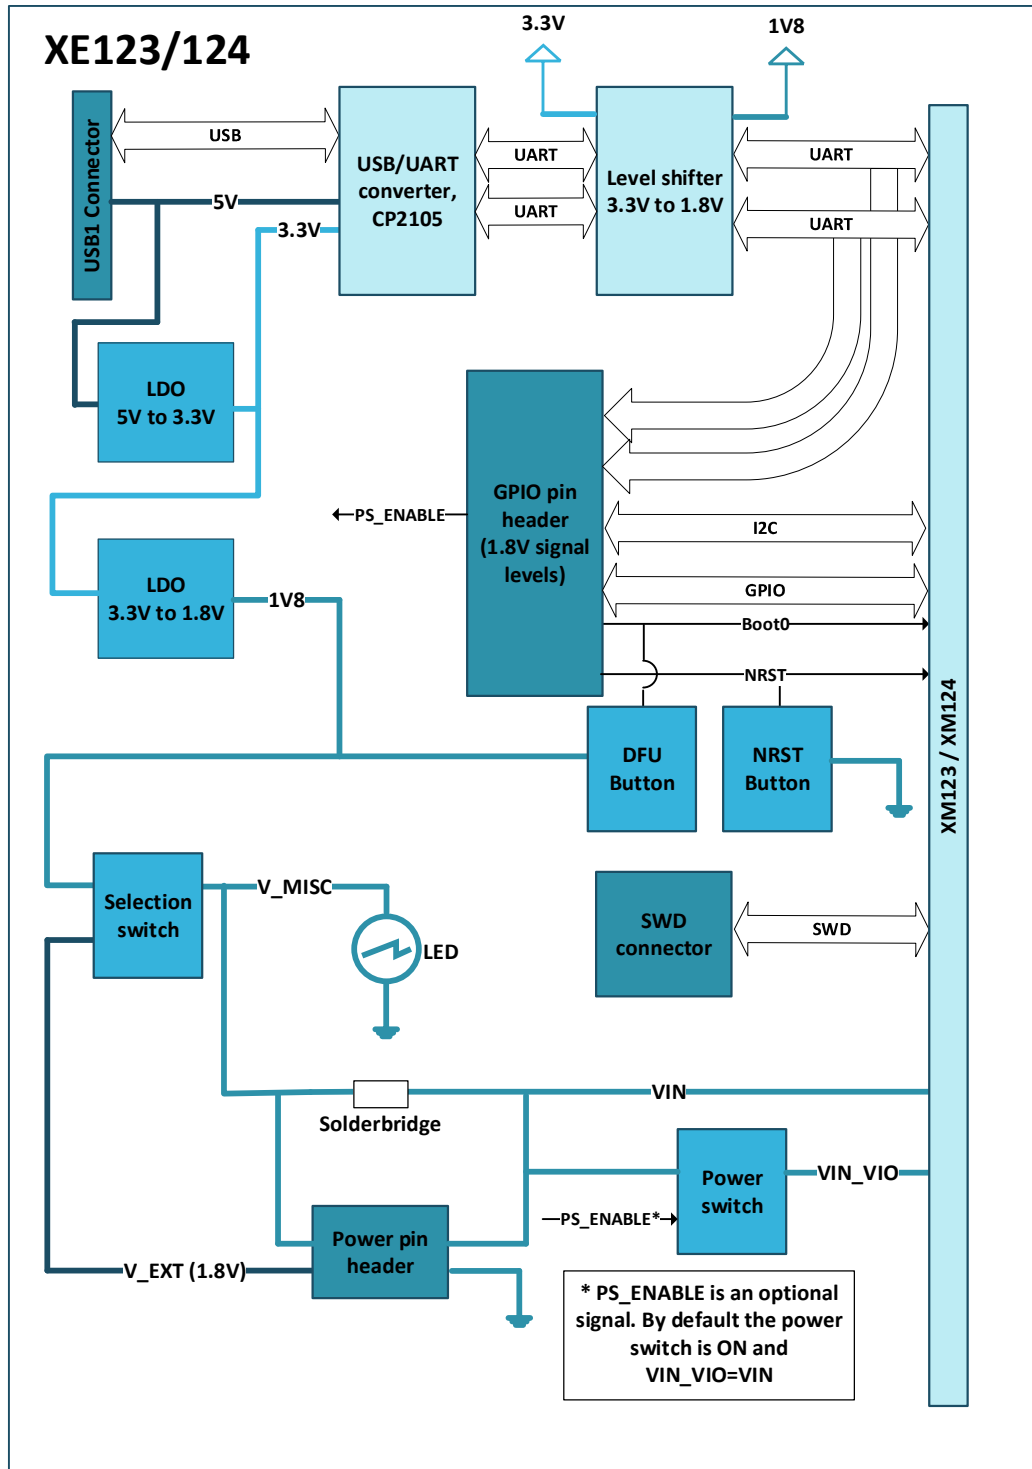 XE123/124
3.3V
1V8
USB1 Connector
USB
5V
3.3V
USB/UART
converter,
CP2105
UART
UART
Level shifter
3.3V to 1.8V
UART
UART
LDO
5V to 3.3V
GPIO pin
header
(1.8V signal
levels)
PS_ENABLE
I2C
GPIO
Boot0
NRST
LDO
3.3V to 1.8V
1V8
DFU
Button
NRST
Button
XM123 / XM124
Selection
switch
V_MISC
LED
SWD
connector
SWD
Solderbridge
VIN
Power
switch
VIN_VIO
PS_ENABLE*
Power pin
header
V_EXT (1.8V)
* PS_ENABLE is an optional
signal. By default the power
switch is ON and
VIN_VIO=VIN